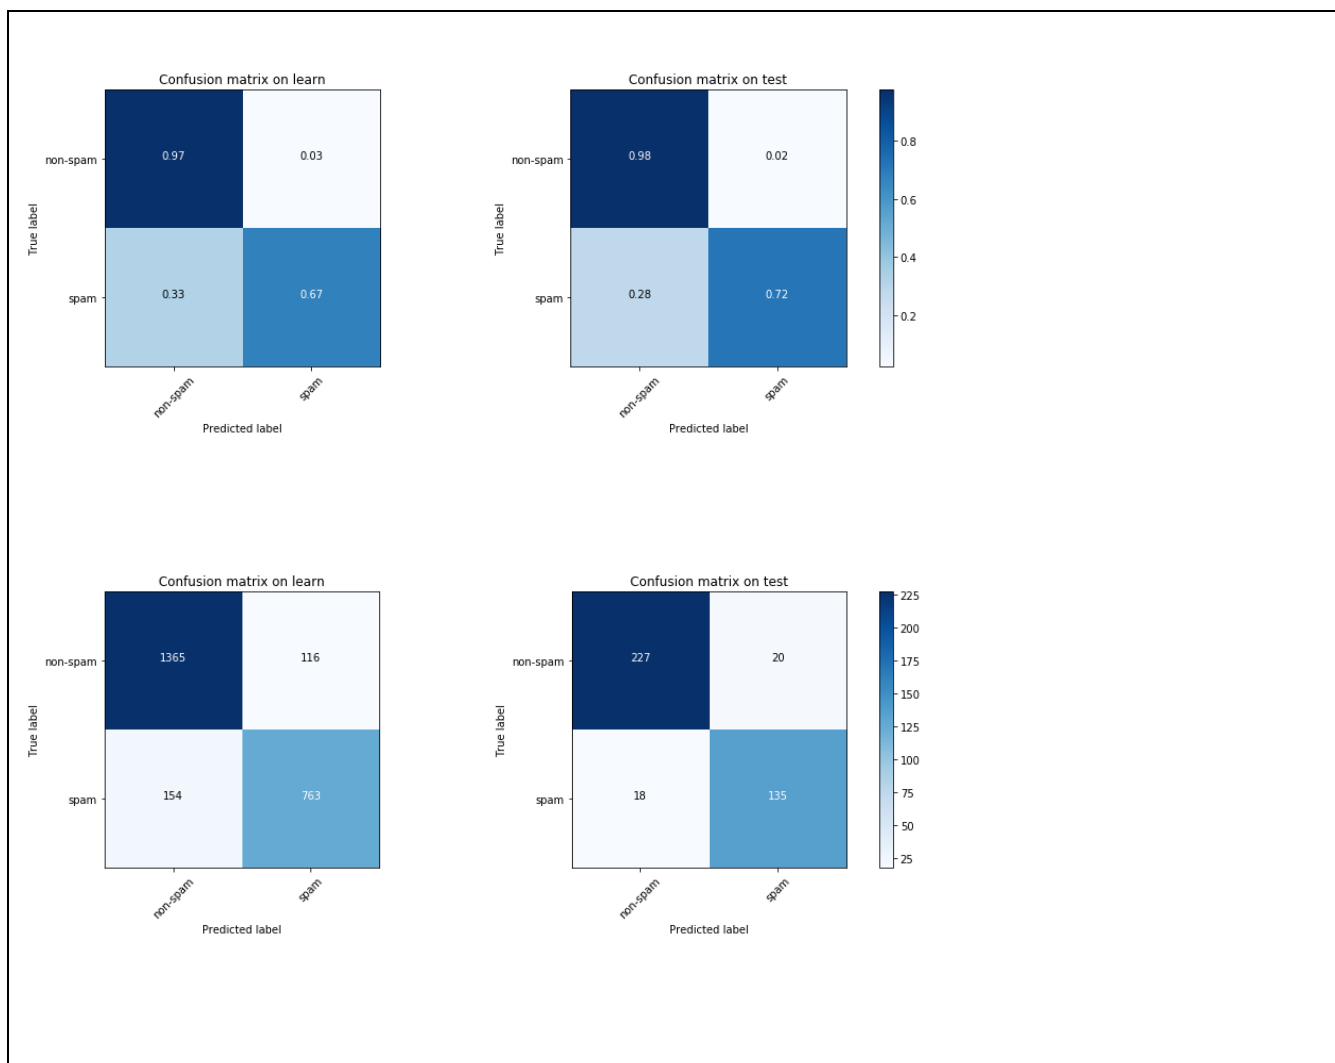 Confusion matrix on learn
Confusion matrix on test
non-spam
0.97
0.03
non-spam
0.98
0.02
0.8
0.6
0.4
0.2
True label
True label
spam
0.33
0.67
spam
0.28
0.72
non-spam
spam
non-spam
spam
Predicted label
Predicted label
Confusion matrix on learn
Confusion matrix on test
non-spam
1365
116
non-spam
227
20
225
200
175
150
125
100
75
50
25
True label
True label
spam
154
763
spam
18
135
non-spam
spam
non-spam
spam
Predicted label
Predicted label